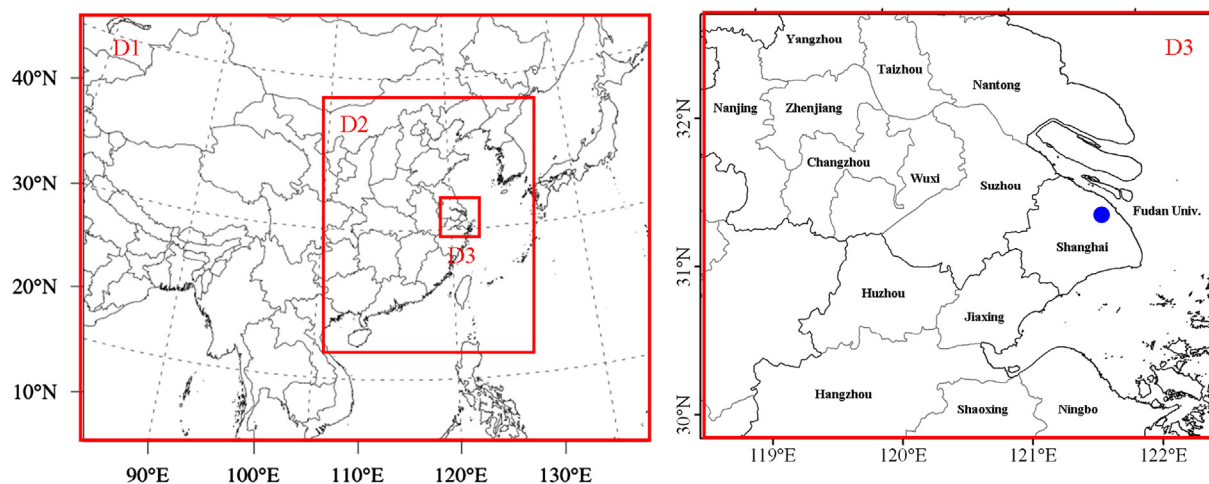 D1
40°N
D2
30°N
D3
20°N
10°N
90°E 100°E 110°E 120°E 130°E
D3
Yangzhou
Taizhou
Nantong
32°N
Nanjing
Zhenjiang
Changzhou
Wuxi
Suzhou
Fudan Univ.
Shanghai
31°N
Huzhou
Jiaxing
Hangzhou
Shaoxing
Ningbo
30°N
119°E 120°E 121°E 122°E